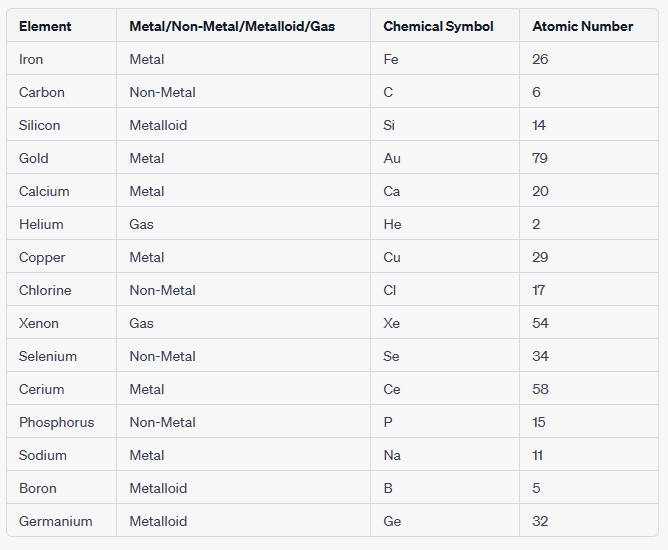 Element Metal/Non-Metal/Metalloid/Gas Chemical Symbol Atomic Number
Iron Metal Fe 26
Carbon Non-Metal C 6
Silicon Metalloid Si 14
Gold Metal Au 79
Calcium Metal Ca 20
Helium Gas He 2
Copper Metal Cu 29
Chlorine Non-Metal Cl 17
Xenon Gas Xe 54
Selenium Non-Metal Se 34
Cerium Metal Ce 58
Phosphorus Non-Metal P 15
Sodium Metal Na 11
Boron Metalloid B 5
Germanium Metalloid Ge 32